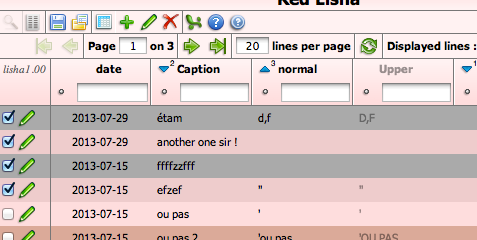 Red Lisha
Page 1 on 3 20 lines per page Displayed lines :
lisha1.00 date 2 Caption 3 normal Upper 1
2013-07-29 étam d,f D,F
2013-07-29 another one sir !
2013-07-15 ffffzzfff
2013-07-15 efzef " "
2013-07-15 ou pas ' '
2013-07-15 ou pas 2 'ou pas 'OU PAS